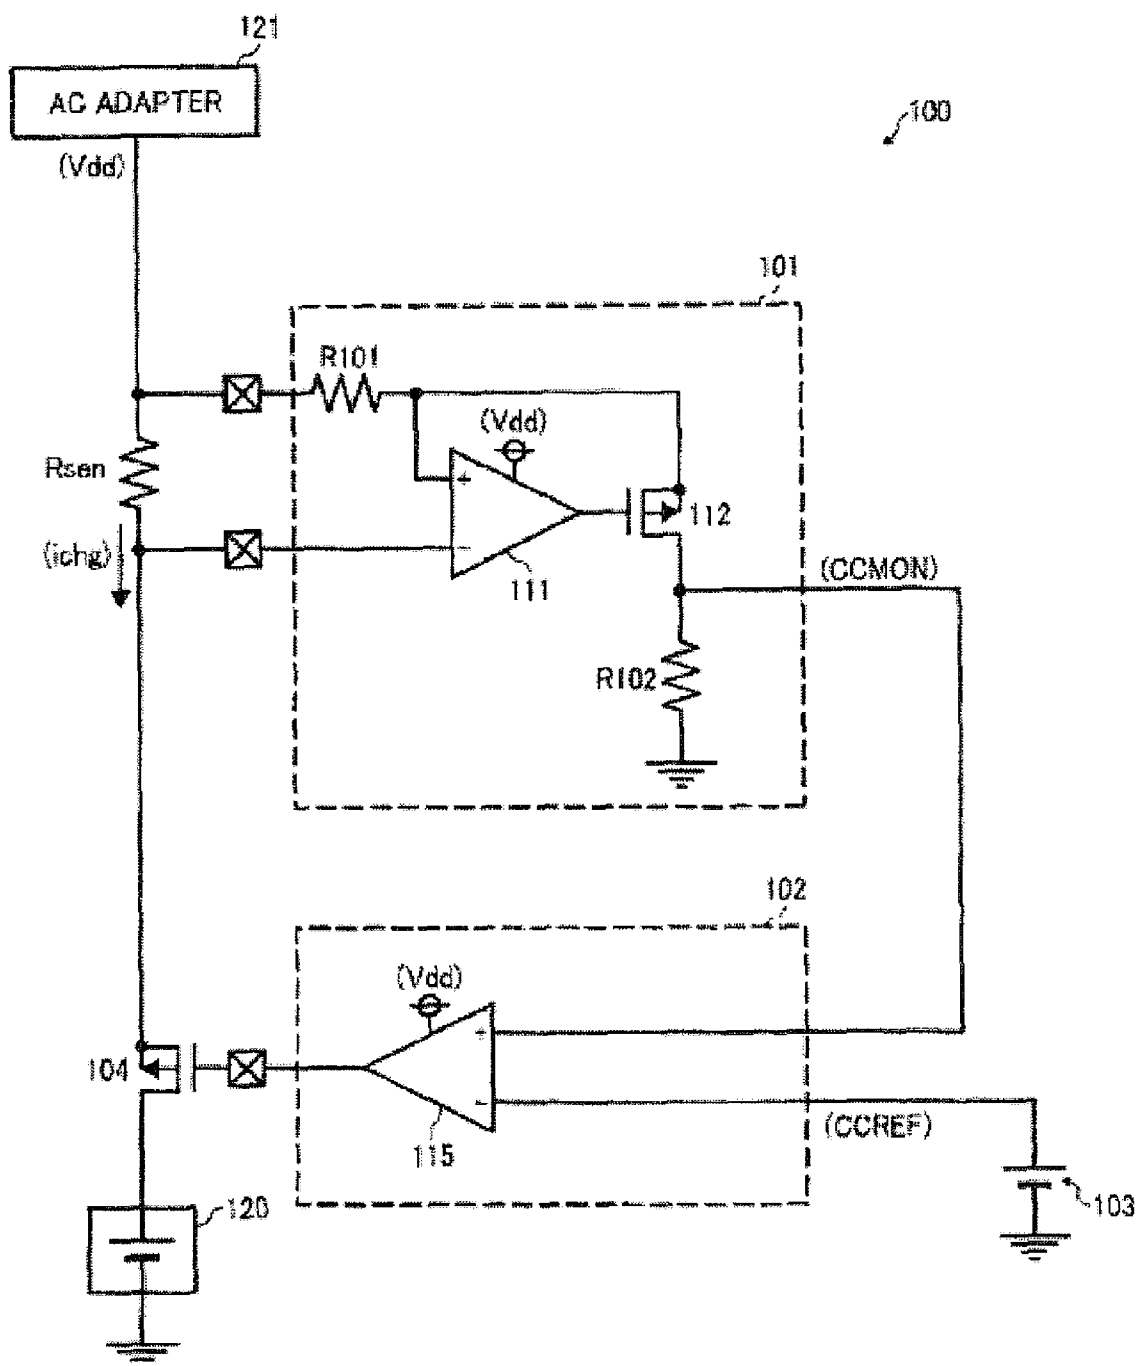 121
AC ADAPTER
100
(Vdd)
101
R101
(Vdd)
Rsen
+
112
(ichg)
-
111
(CCMON)
R102
102
(Vdd)
+
104
-
(CCREF)
115
120
103